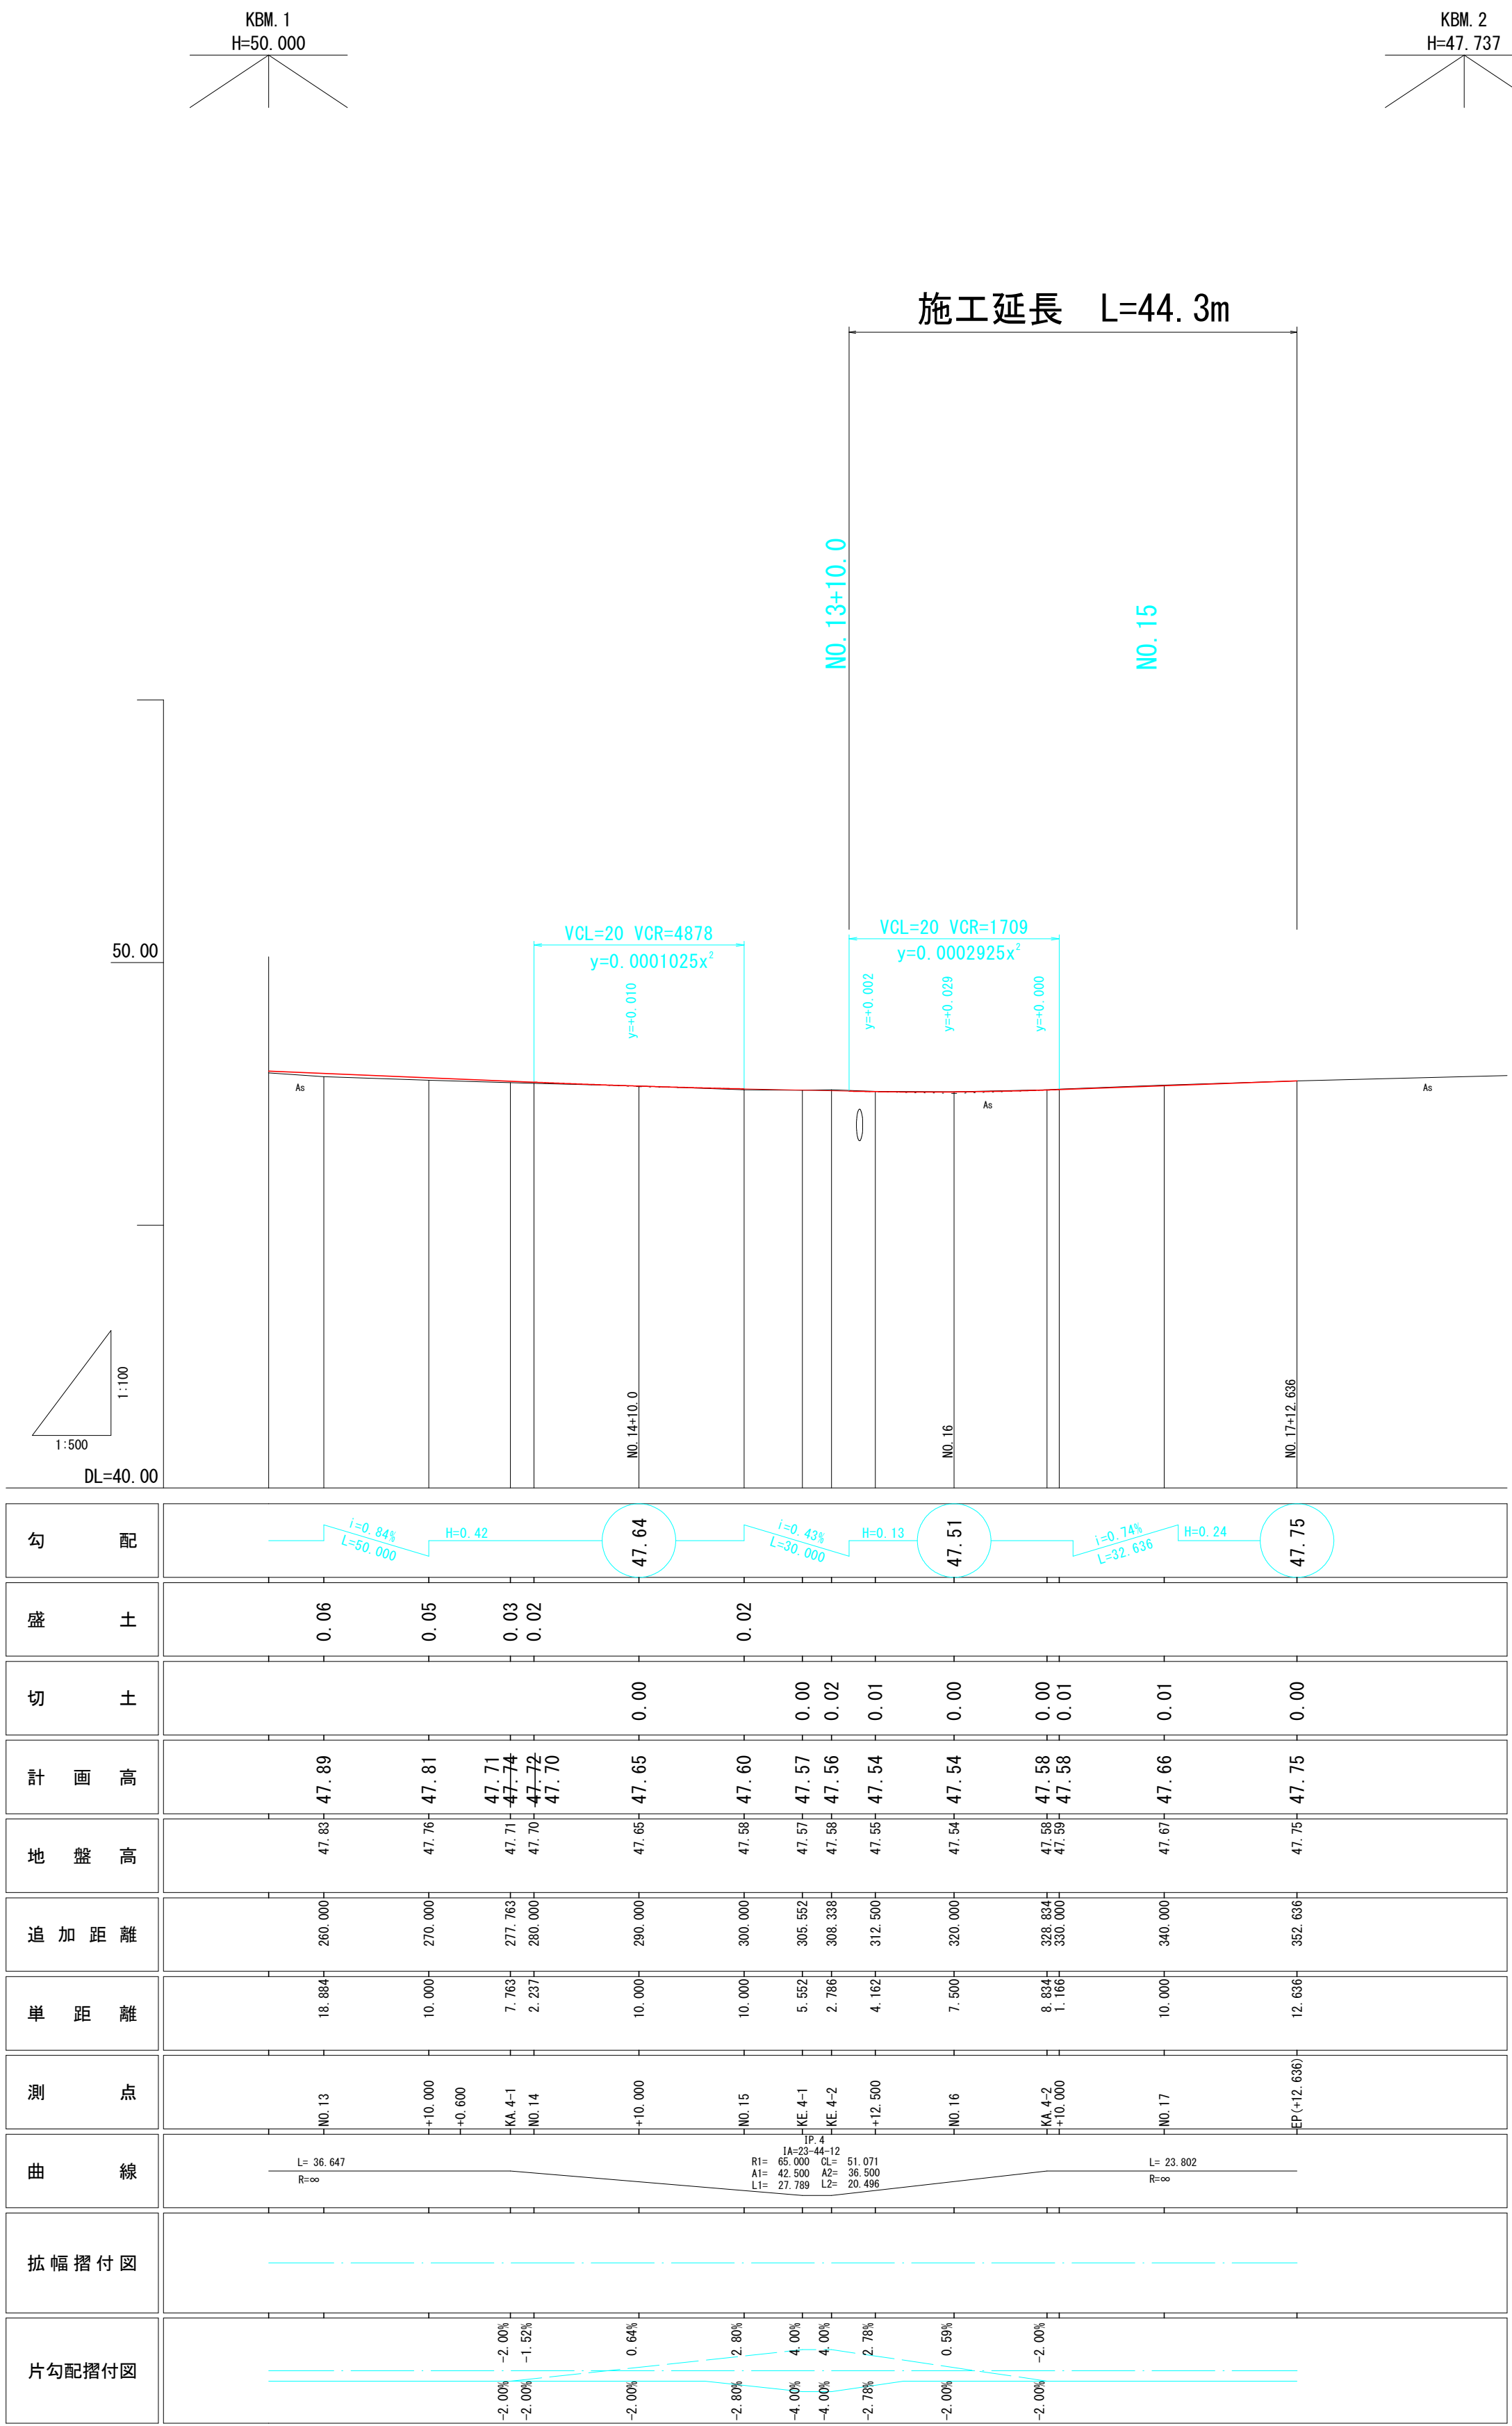 KBM. 1
H=50. 000
KBM. 2
H=47. 737
施工延長 L=44. 3m
NO. 13+10. 0
NO. 15
50. 00
VCL=20 VCR=4878
y=0. 0001025x²
y=+0. 010
VCL=20 VCR=1709
y=0. 0002925x²
y=+0. 002
y=+0. 029
y=+0. 000
As
As
As
1:100
1:500
NO. 14+10. 0
NO. 16
NO. 17+12. 636
DL=40. 00
勾 配
i=0. 84%
L=50. 000
H=0. 42
47. 64
i=0. 43%
L=30. 000
H=0. 13
47. 51
i=0. 74%
L=32. 636
H=0. 24
47. 75
盛 土
0. 06 0. 05 0. 03 0. 02 0. 02
切 土
0. 00 0. 00 0. 02 0. 01 0. 00 0. 00 0. 01 0. 01 0. 00
計 画 高
47. 89 47. 81 47. 71 47. 74 47. 72 47. 70 47. 65 47. 60 47. 57 47. 56 47. 54 47. 54 47. 58 47. 58 47. 66 47. 75
地 盤 高
47. 83 47. 76 47. 71 47. 70 47. 65 47. 58 47. 57 47. 58 47. 55 47. 54 47. 58 47. 59 47. 67 47. 75
追 加 距 離
260. 000 270. 000 277. 763 280. 000 290. 000 300. 000 305. 552 308. 338 312. 500 320. 000 328. 834 330. 000 340. 000 352. 636
単 距 離
18. 884 10. 000 7. 763 2. 237 10. 000 10. 000 5. 552 2. 786 4. 162 7. 500 8. 834 1. 166 10. 000 12. 636
測 点
NO. 13 +10. 000 +0. 600 KA. 4-1 NO. 14 +10. 000 NO. 15 KE. 4-1 KE. 4-2 +12. 500 NO. 16 KA. 4-2 +10. 000 NO. 17 EP(+12. 636)
曲 線
L= 36. 647
R=∞
IP. 4
IA=23-44-12
R1= 65. 000 CL= 51. 071
A1= 42. 500 A2= 36. 500
L1= 27. 789 L2= 20. 496
L= 23. 802
R=∞
拡幅摺付図
片勾配摺付図
-2. 00% -1. 52% 0. 64% 2. 80% 4. 00% 4. 00% 2. 78% 0. 59% -2. 00%
-2. 00% -2. 00% -2. 00% -2. 80% -4. 00% -4. 00% -2. 78% -2. 00% -2. 00%